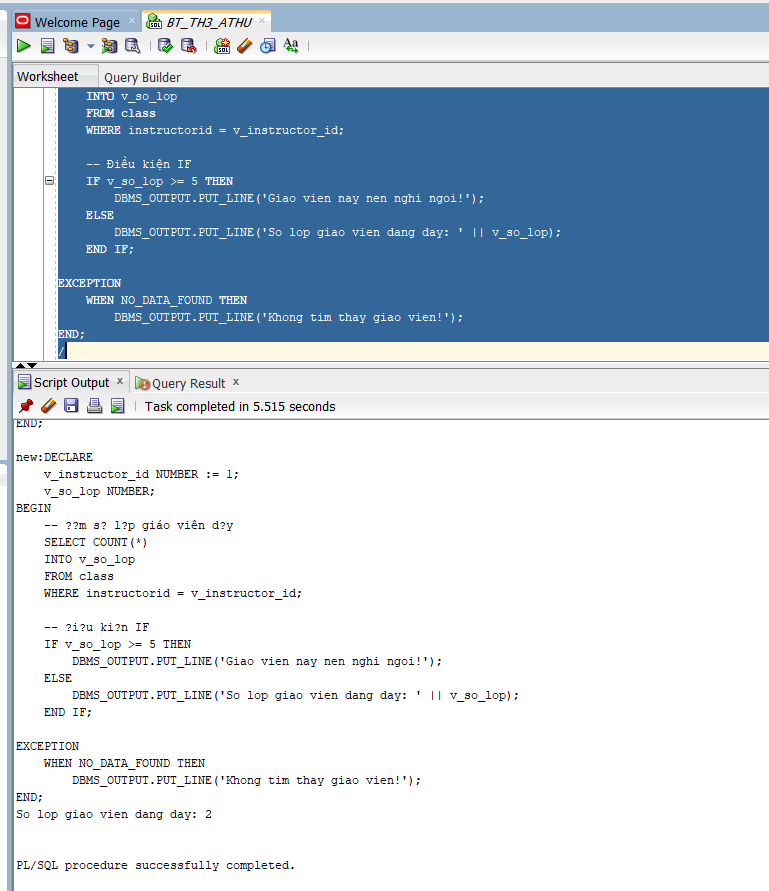 Welcome Page
BT_TH3_ATHU
Worksheet
Query Builder
INTO v_so_lop
FROM class
WHERE instructorid = v_instructor_id;
-- Điều kiện IF
IF v_so_lop >= 5 THEN
DBMS_OUTPUT.PUT_LINE('Giao vien nay nen nghi ngoi!');
ELSE
DBMS_OUTPUT.PUT_LINE('So lop giao vien dang day: ' || v_so_lop);
END IF;
EXCEPTION
WHEN NO_DATA_FOUND THEN
DBMS_OUTPUT.PUT_LINE('Khong tim thay giao vien!');
END;
/
Script Output
Query Result
Task completed in 5.515 seconds
END;
new:DECLARE
v_instructor_id NUMBER := 1;
v_so_lop NUMBER;
BEGIN
-- ??m s? l?p giáo viên d?y
SELECT COUNT(*)
INTO v_so_lop
FROM class
WHERE instructorid = v_instructor_id;
-- ?i?u ki?n IF
IF v_so_lop >= 5 THEN
DBMS_OUTPUT.PUT_LINE('Giao vien nay nen nghi ngoi!');
ELSE
DBMS_OUTPUT.PUT_LINE('So lop giao vien dang day: ' || v_so_lop);
END IF;
EXCEPTION
WHEN NO_DATA_FOUND THEN
DBMS_OUTPUT.PUT_LINE('Khong tim thay giao vien!');
END;
So lop giao vien dang day: 2
PL/SQL procedure successfully completed.